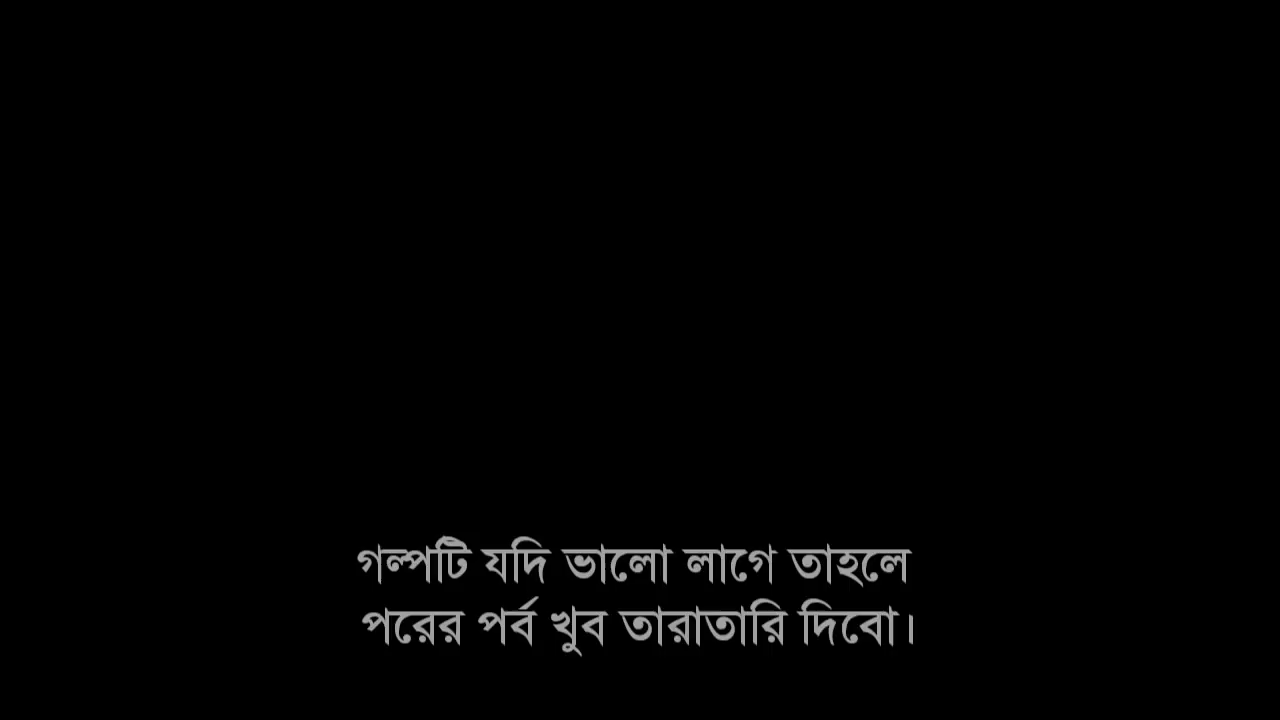 গল্পটি যদি ভালো লাগে তাহলে
পরের পর্ব খুব তারাতারি দিবো।